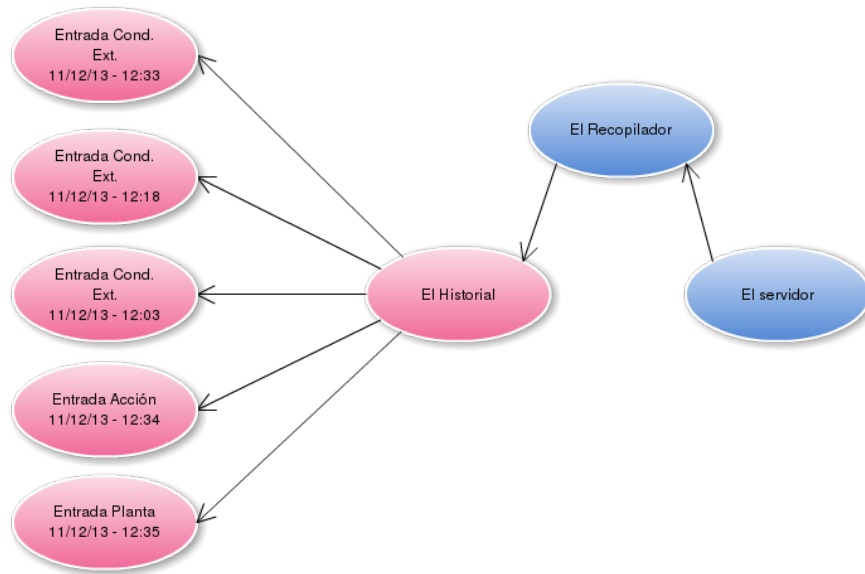 Entrada Cond.
Ext.
11/12/13 - 12:33
El Recopilador
Entrada Cond.
Ext.
11/12/13 - 12:18
Entrada Cond.
Ext.
11/12/13 - 12:03
El Historial
El servidor
Entrada Acción
11/12/13 - 12:34
Entrada Planta
11/12/13 - 12:35